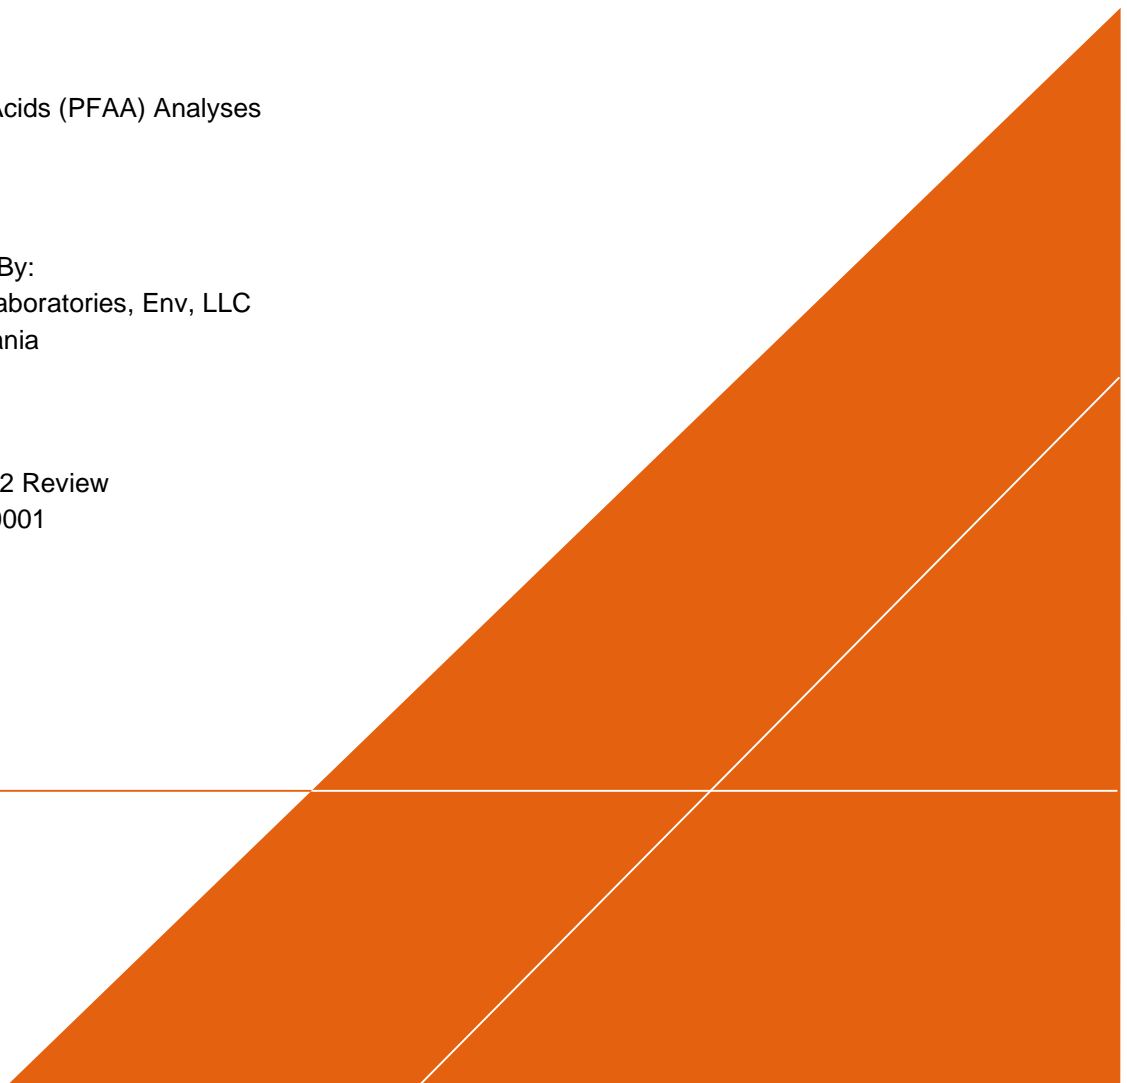 Acids (PFAA) Analyses
By:
aboratories, Env, LLC
ania
2 Review
0001